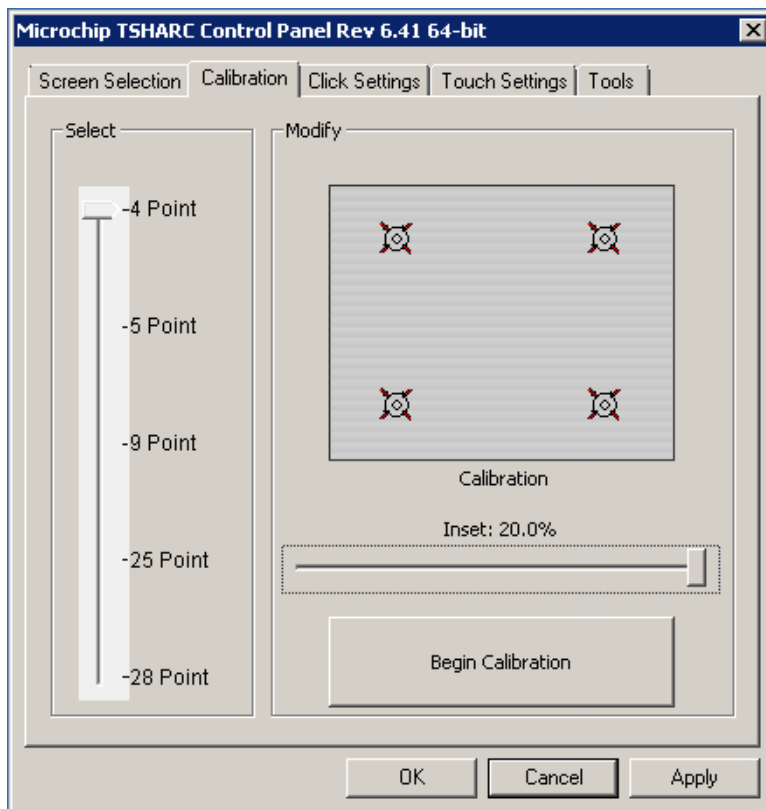 Microchip TSHARC Control Panel Rev 6.41 64-bit
Screen Selection Calibration Click Settings Touch Settings Tools
Select
-4 Point
-5 Point
-9 Point
-25 Point
-28 Point
Modify
Calibration
Inset: 20.0%
Begin Calibration
OK Cancel Apply